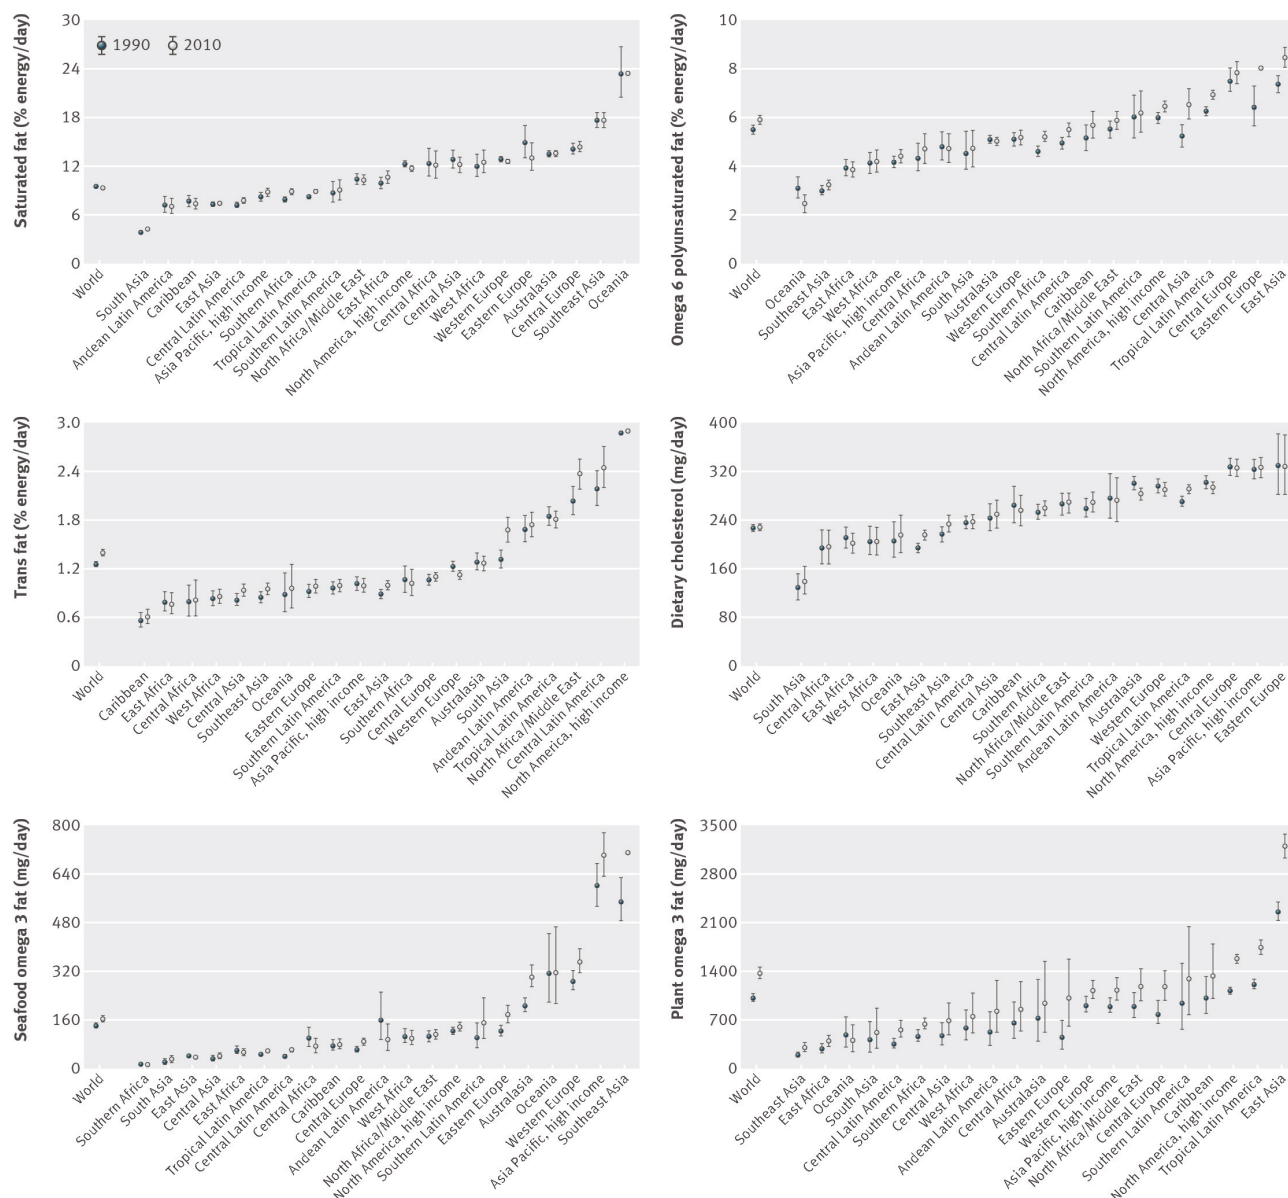 Saturated fat (% energy/day)
30
24
18
12
6
0
1990
2010
World
South Asia
Andean Latin America
Caribbean
East Asia
Central Latin America
Asia Pacific, high income
Southern Africa
Tropical Latin America
Southern Latin America
North Africa/Middle East
East Africa
North America, high income
Central Africa
Central Asia
West Africa
Western Europe
Eastern Europe
Australasia
Central Europe
Southeast Asia
Oceania
Omega 6 polyunsaturated fat (% energy/day)
10
8
6
4
2
0
World
Oceania
Southeast Asia
East Africa
West Africa
Asia Pacific, high income
Central Africa
Andean Latin America
South Asia
Australasia
Western Europe
Southern Africa
Central Latin America
Caribbean
North Africa/Middle East
Southern Latin America
North America, high income
Central Asia
Tropical Latin America
Central Europe
Eastern Europe
East Asia
Trans fat (% energy/day)
3.0
2.4
1.8
1.2
0.6
0
World
Caribbean
East Africa
Central Africa
West Africa
Central Asia
Southeast Asia
Oceania
Eastern Europe
Southern Latin America
Asia Pacific, high income
East Asia
Southern Africa
Central Europe
Western Europe
Australasia
South Asia
Andean Latin America
Tropical Latin America
North Africa/Middle East
Central Latin America
North America, high income
Dietary cholesterol (mg/day)
400
320
240
160
80
0
World
South Asia
Central Africa
East Africa
West Africa
Oceania
East Asia
Southeast Asia
Central Latin America
Central Asia
Caribbean
Southern Africa
North Africa/Middle East
Southern Latin America
Andean Latin America
Australasia
Western Europe
Tropical Latin America
North America, high income
Central Europe
Asia Pacific, high income
Eastern Europe
Seafood omega 3 fat (mg/day)
800
640
480
320
160
0
World
Southern Africa
South Asia
East Asia
Central Asia
East Africa
Tropical Latin America
Central Latin America
Central Africa
Caribbean
Central Europe
Andean Latin America
West Africa
North Africa/Middle East
North America, high income
Southern Latin America
Eastern Europe
Australasia
Oceania
Western Europe
Asia Pacific, high income
Southeast Asia
Plant omega 3 fat (mg/day)
3500
2800
2100
1400
700
0
World
Southeast Asia
East Africa
Oceania
South Asia
Central Latin America
Southern Africa
Central Asia
West Africa
Andean Latin America
Central Africa
Australasia
Eastern Europe
Western Europe
Asia Pacific, high income
North Africa/Middle East
Central Europe
Southern Latin America
Caribbean
North America, high income
Tropical Latin America
East Asia